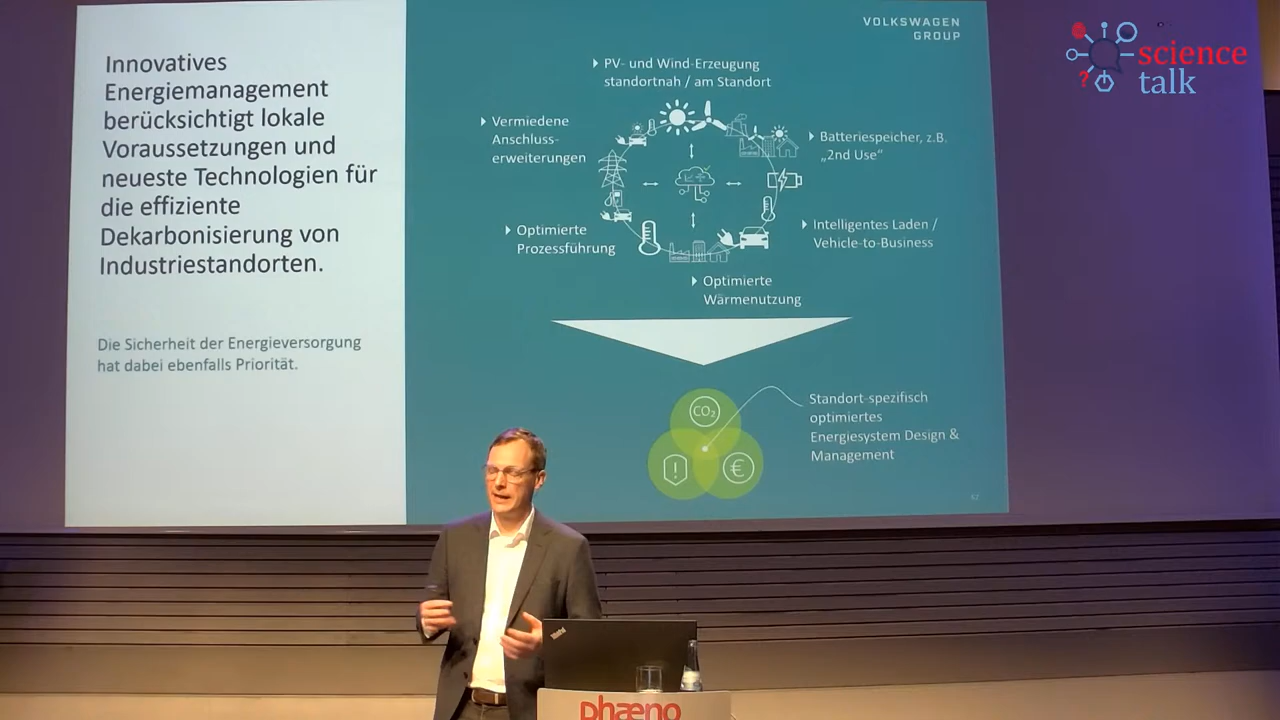 Innovatives
Energiemanagement
berücksichtigt lokale
Voraussetzungen und
neueste Technologien für
die effiziente
Dekarbonisierung von
Industriestandorten.
Die Sicherheit der Energieversorgung
hat dabei ebenfalls Priorität.
VOLKSWAGEN
GROUP
PV- und Wind-Erzeugung
standortnah / am Standort
Vermiedene
Anschluss-
erweiterungen
Batteriespeicher, z.B.
„2nd Use“
Optimierte
Prozessführung
Intelligentes Laden /
Vehicle-to-Business
Optimierte
Wärmenutzung
CO₂
!
€
Standort-spezifisch
optimiertes
Energiesystem Design &
Management
science
talk
?
ThinkPad
phæno